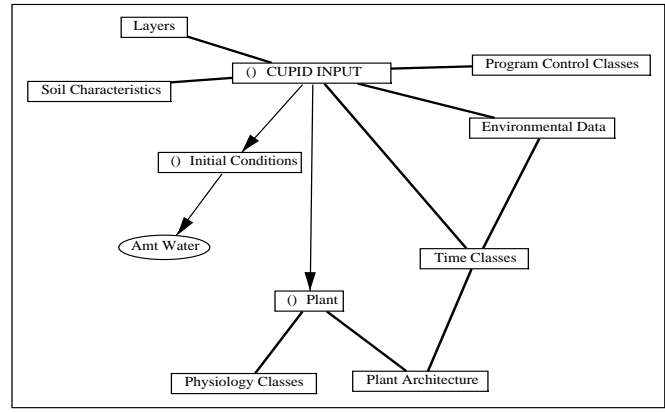 Layers
() CUPID INPUT
Program Control Classes
Soil Characteristics
Environmental Data
() Initial Conditions
Amt Water
Time Classes
() Plant
Physiology Classes
Plant Architecture